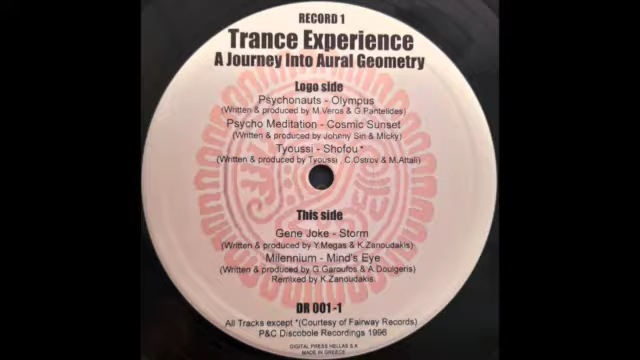 RECORD 1
Trance Experience
A Journey Into Aural Geometry
Logo side
Psychonauts - Olympus
(Written & produced by M.Veros & G.Pantelides)
Psycho Meditation - Cosmic Sunset
(Written & produced by Johnny Sin & Micky)
Tyoussi - Shofou *
(Written & produced by Tyoussi , C.Ostrov & M.Attali)
This side
Gene Joke - Storm
(Written & produced by Y.Megas & K.Zanoudakis)
Milennium - Mind's Eye
(Written & produced by G.Garoufos & A.Doulgeris)
Remixed by K.Zanoudakis.
DR 001-1
All Tracks except *(Courtesy of Fairway Records)
P&C Discobole Recordings 1996
DIGITAL PRESS HELLAS S.A.
MADE IN GREECE